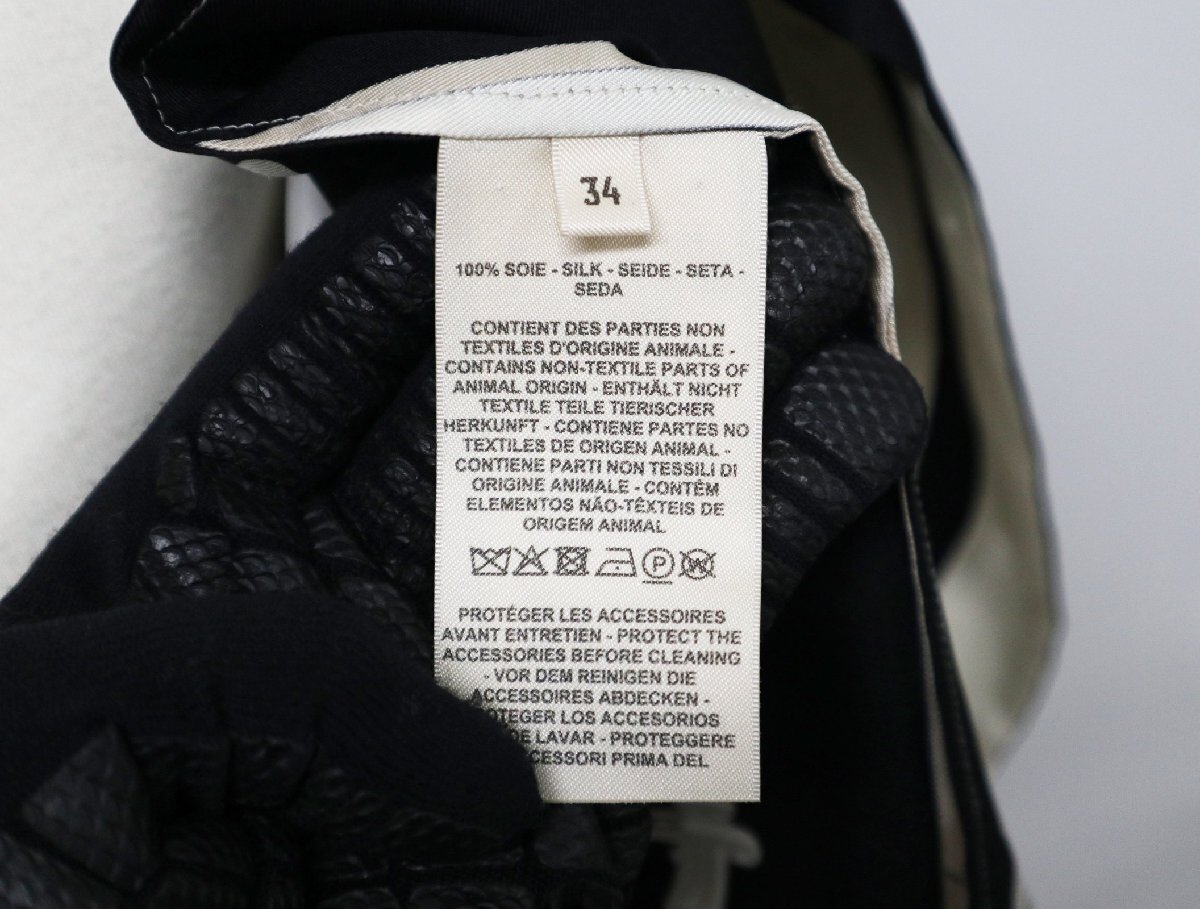 34
100% SOIE - SILK - SEIDE - SETA -
SEDA
CONTIENT DES PARTIES NON
TEXTILES D'ORIGINE ANIMALE -
CONTAINS NON-TEXTILE PARTS OF
ANIMAL ORIGIN - ENTHÄLT NICHT
TEXTILE TEILE TIERISCHER
HERKUNFT - CONTIENE PARTES NO
TEXTILES DE ORIGEN ANIMAL -
CONTIENE PARTI NON TESSILI DI
ORIGINE ANIMALE - CONTÉM
ELEMENTOS NÃO-TÊXTEIS DE
ORIGEM ANIMAL
P
W
PROTÉGER LES ACCESSOIRES
AVANT ENTRETIEN - PROTECT THE
ACCESSORIES BEFORE CLEANING
- VOR DEM REINIGEN DIE
ACCESSOIRES ABDECKEN -
TEGER LOS ACCESORIOS
DE LAVAR - PROTEGGERE
CESSORI PRIMA DEL